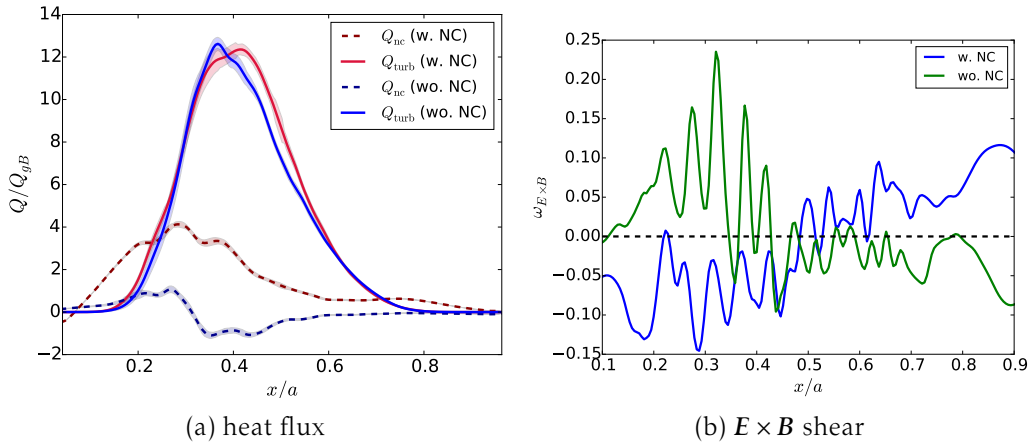 14
12
10
8
6
4
2
0
−2
0.2 0.4 0.6 0.8
x/a
Q/Q_gB
Q_nc (w. NC)
Q_turb (w. NC)
Q_nc (wo. NC)
Q_turb (wo. NC)
(a) heat flux
0.25
0.20
0.15
0.10
0.05
0.00
−0.05
−0.10
−0.15
0.1 0.2 0.3 0.4 0.5 0.6 0.7 0.8 0.9
x/a
ω_E×B
w. NC
wo. NC
(b) E × B shear